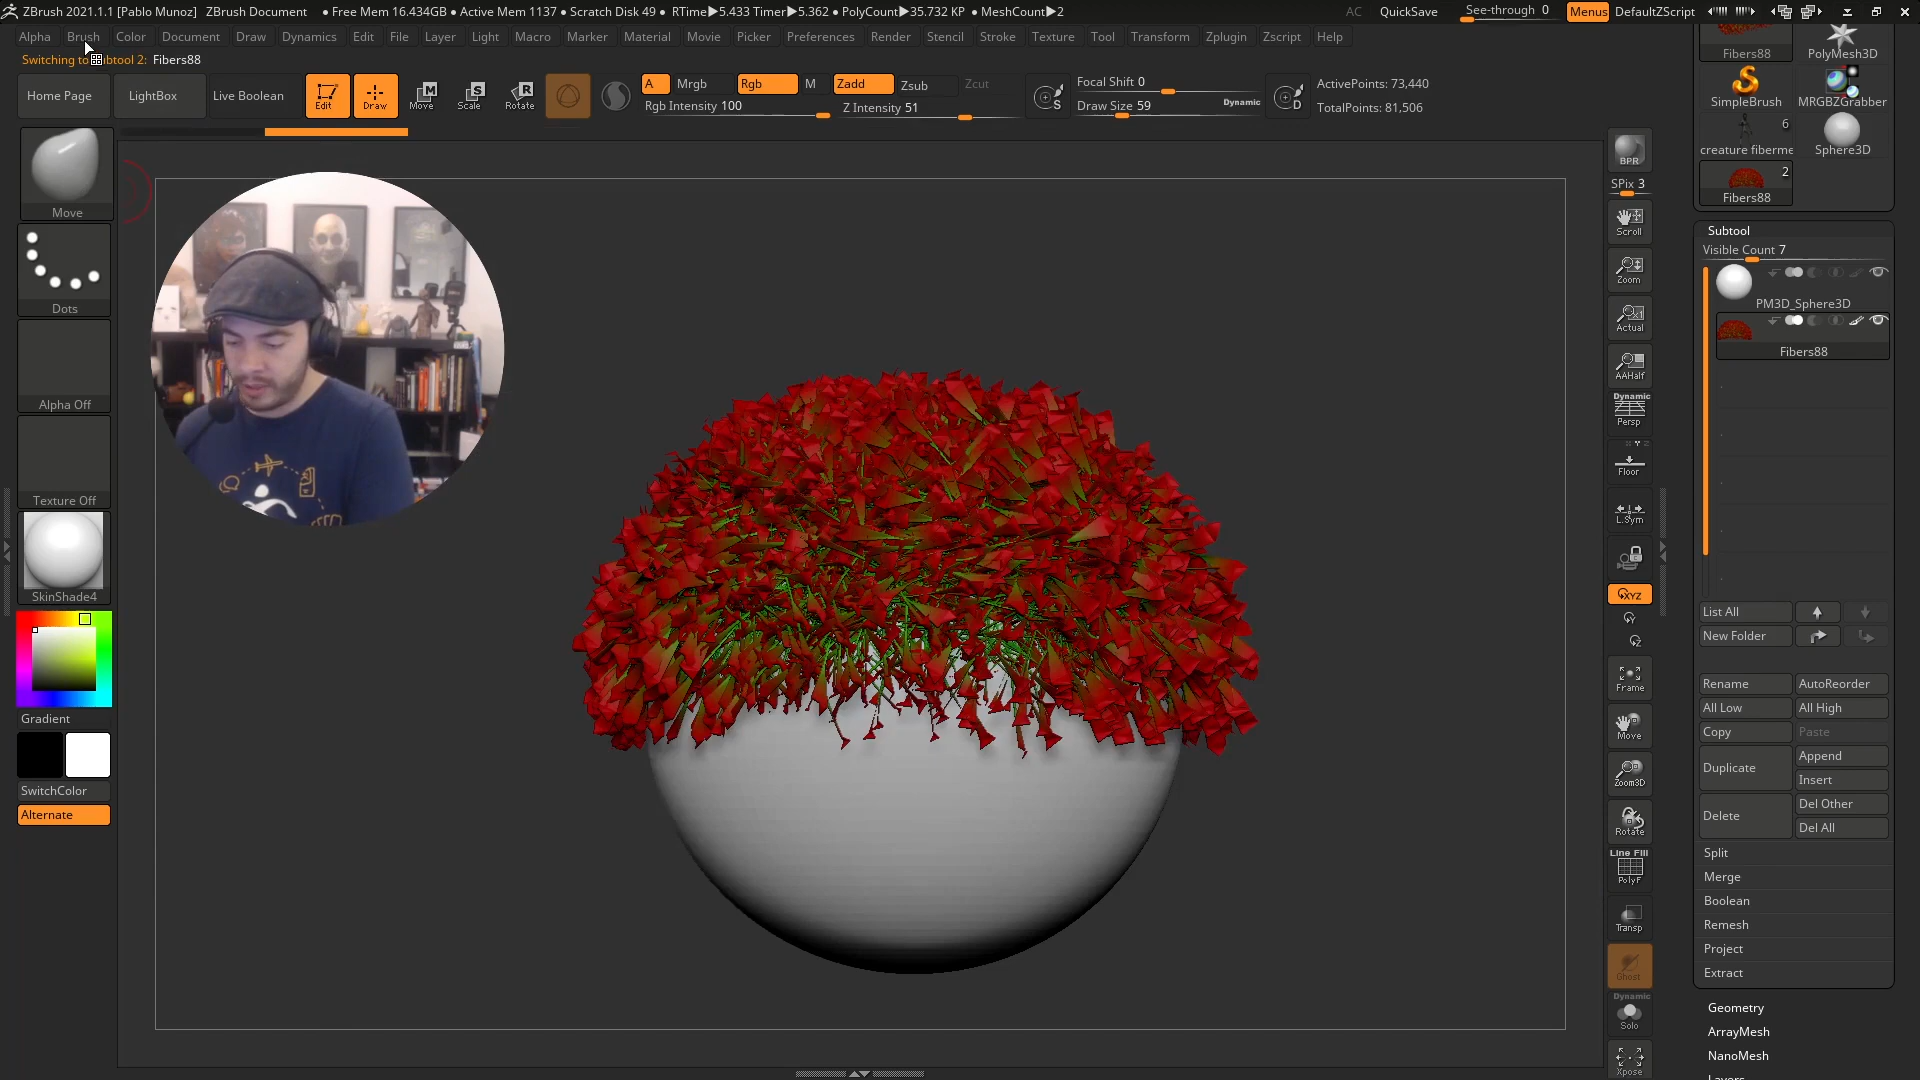 ZBrush 2021.1.1 [Pablo Munoz] ZBrush Document • Free Mem 16.434GB • Active Mem 1137 • Scratch Disk 49 • RTime▶5.433 Timer▶5.362 • PolyCount▶35.732 KP • MeshCount▶2 AC QuickSave See-through 0 Menus DefaultZScript
Alpha Brush Color Document Draw Dynamics Edit File Layer Light Macro Marker Material Movie Picker Preferences Render Stencil Stroke Texture Tool Transform Zplugin Zscript Help
Switching to Subtool 2: Fibers88
Home Page LightBox Live Boolean Edit Draw Move Scale Rotate
A Mrgb Rgb M Zadd Zsub Zcut
Rgb Intensity 100 Z Intensity 51
S
Focal Shift 0
Draw Size 59 Dynamic
D
ActivePoints: 73,440
TotalPoints: 81,506
Move
Dots
Alpha Off
Texture Off
SkinShade4
Gradient
SwitchColor
Alternate
BPR
SPix 3
Scroll
Zoom
Actual
AAHalf
Dynamic
Persp
Floor
L.Sym
XYZ
Y
Z
Frame
Move
Zoom3D
Rotate
Line Fill
PolyF
Transp
Ghost
Dynamic
Solo
Xpose
Fibers88 PolyMesh3D
SimpleBrush MRGBZGrabber
6
creature fiberme Sphere3D
2
Fibers88
Subtool
Visible Count 7
PM3D_Sphere3D
Fibers88
List All
New Folder
Rename AutoReorder
All Low All High
Copy Paste
Duplicate Append
Insert
Delete Del Other
Del All
Split
Merge
Boolean
Remesh
Project
Extract
Geometry
ArrayMesh
NanoMesh
Layers